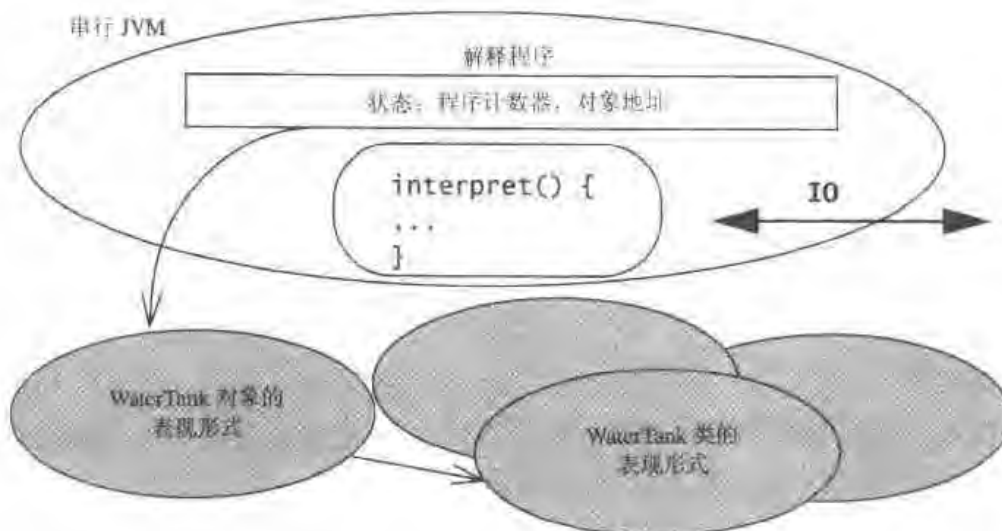 串行 JVM
解释程序
状态：程序计数器，对象地址
interpret() {
...
}
IO
WaterTank 对象的
表现形式
WaterTank 类的
表现形式